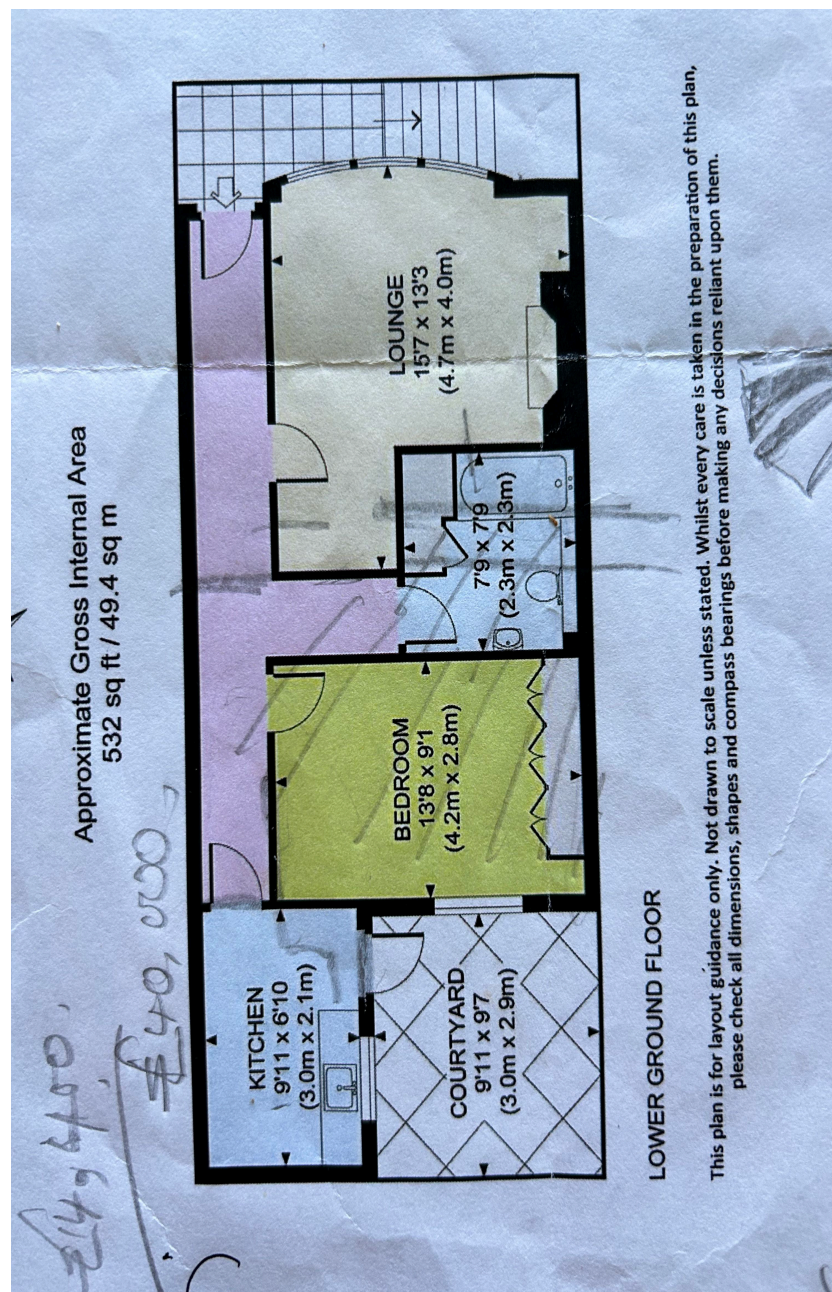 Approximate Gross Internal Area
532 sq ft / 49.4 sq m
£40,000
KITCHEN
9'11 x 6'10
(3.0m x 2.1m)
COURTYARD
9'11 x 9'7
(3.0m x 2.9m)
BEDROOM
13'8 x 9'1
(4.2m x 2.8m)
7'9 x 7'9
(2.3m x 2.3m)
LOUNGE
15'7 x 13'3
(4.7m x 4.0m)
LOWER GROUND FLOOR
This plan is for layout guidance only. Not drawn to scale unless stated. Whilst every care is taken in the preparation of this plan,
please check all dimensions, shapes and compass bearings before making any decisions reliant upon them.